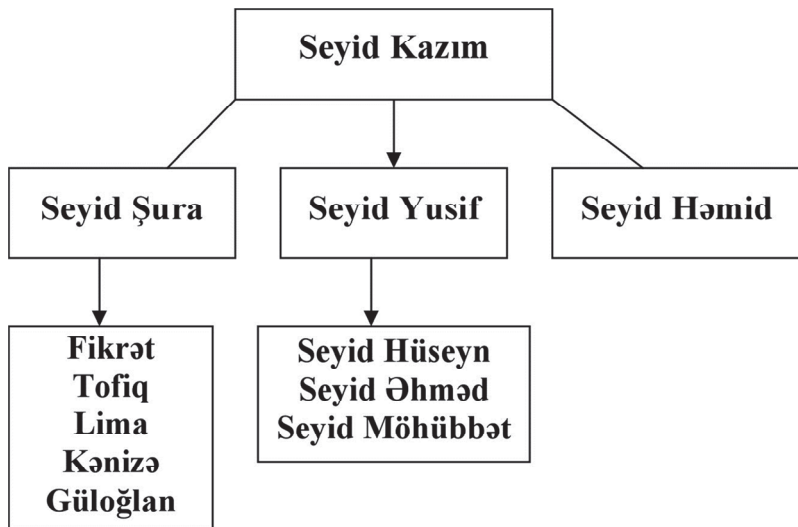 Seyid Kazım
Seyid Şura
Seyid Yusif
Seyid Həmid
Fikrət
Tofiq
Lima
Kənizə
Güloğlan
Seyid Hüseyn
Seyid Əhməd
Seyid Möhübbət